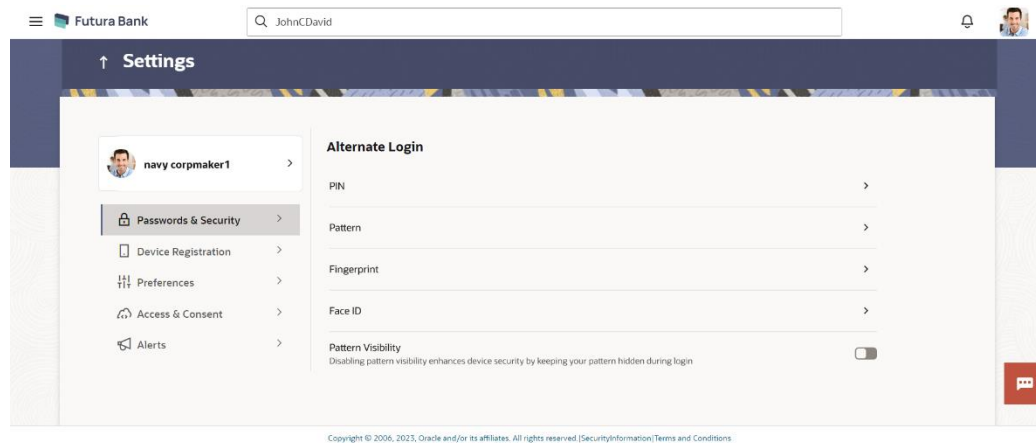 Futura Bank
JohnCDavid
Settings
navy corpmaker1
Passwords & Security
Device Registration
Preferences
Access & Consent
Alerts
Alternate Login
PIN
Pattern
Fingerprint
Face ID
Pattern Visibility
Disabling pattern visibility enhances device security by keeping your pattern hidden during login
Copyright © 2006, 2023, Oracle and/or its affiliates. All rights reserved.|SecurityInformation|Terms and Conditions